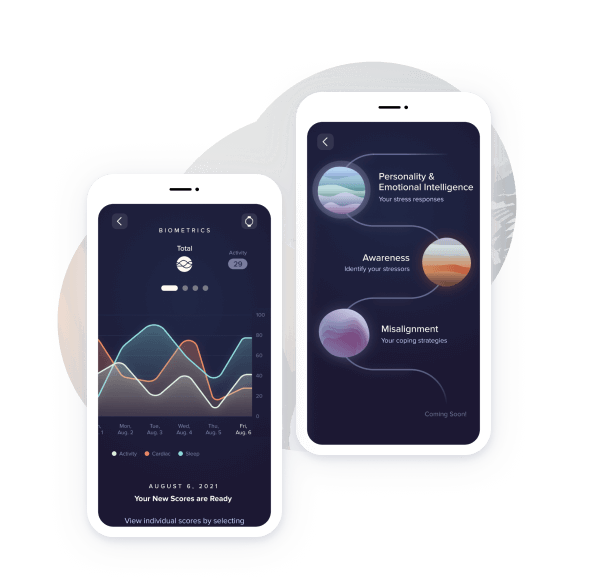 BIOMETRICS
Total
Activity
29
100
80
60
40
20
0
Mon, Tue, Wed, Thu, Fri,
1 Aug. 2 Aug. 3 Aug. 4 Aug. 5 Aug. 6
Activity Cardiac Sleep
AUGUST 6, 2021
Your New Scores are Ready
View individual scores by selecting
Personality &
Emotional Intelligence
Your stress responses
Awareness
Identify your stressors
Misalignment
Your coping strategies
Coming Soon!